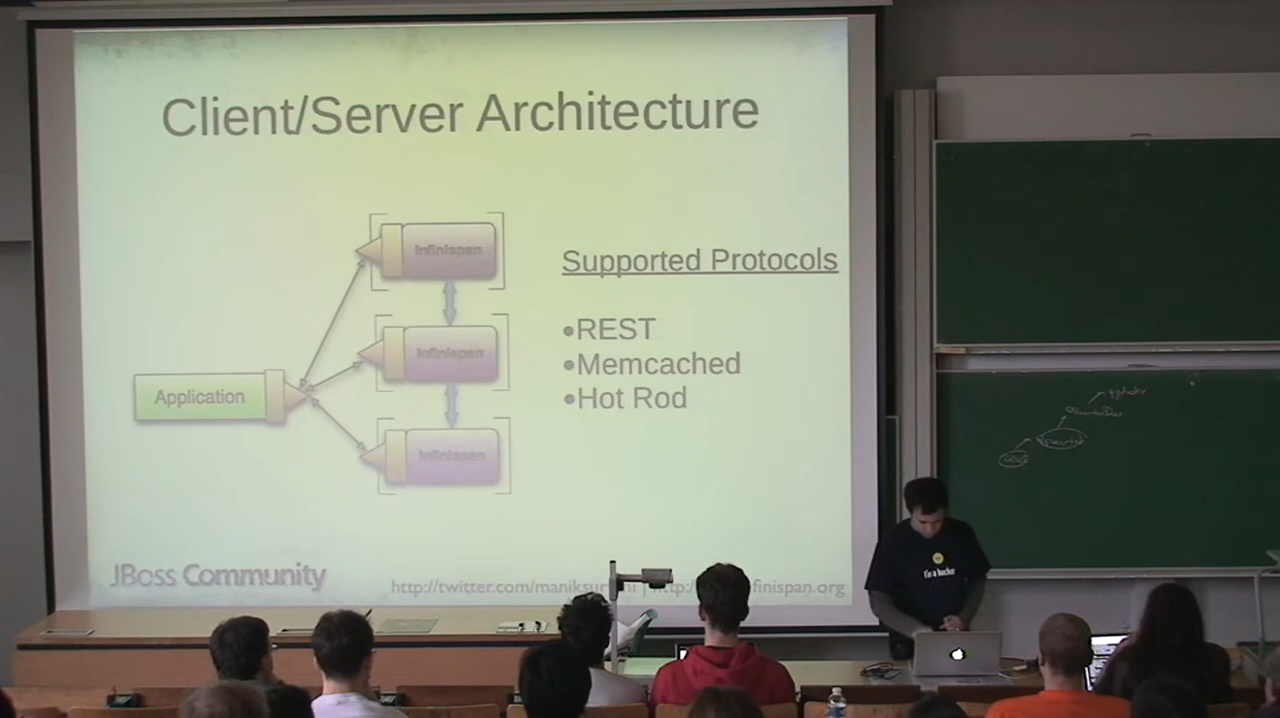 Client/Server Architecture
Infinispan
Supported Protocols
•REST
Infinispan
•Memcached
Application
•Hot Rod
Infinispan
JBoss Community
http://twitter.com/maniksur
finispan.org
I'm a hacker